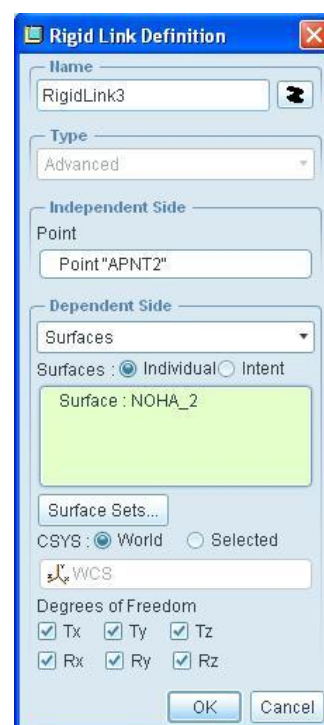 Rigid Link Definition
Name
RigidLink3
Type
Advanced
Independent Side
Point
Point "APNT2"
Dependent Side
Surfaces
Surfaces : Individual Intent
Surface : NOHA_2
Surface Sets...
CSYS : World Selected
WCS
Degrees of Freedom
Tx Ty Tz
Rx Ry Rz
OK Cancel